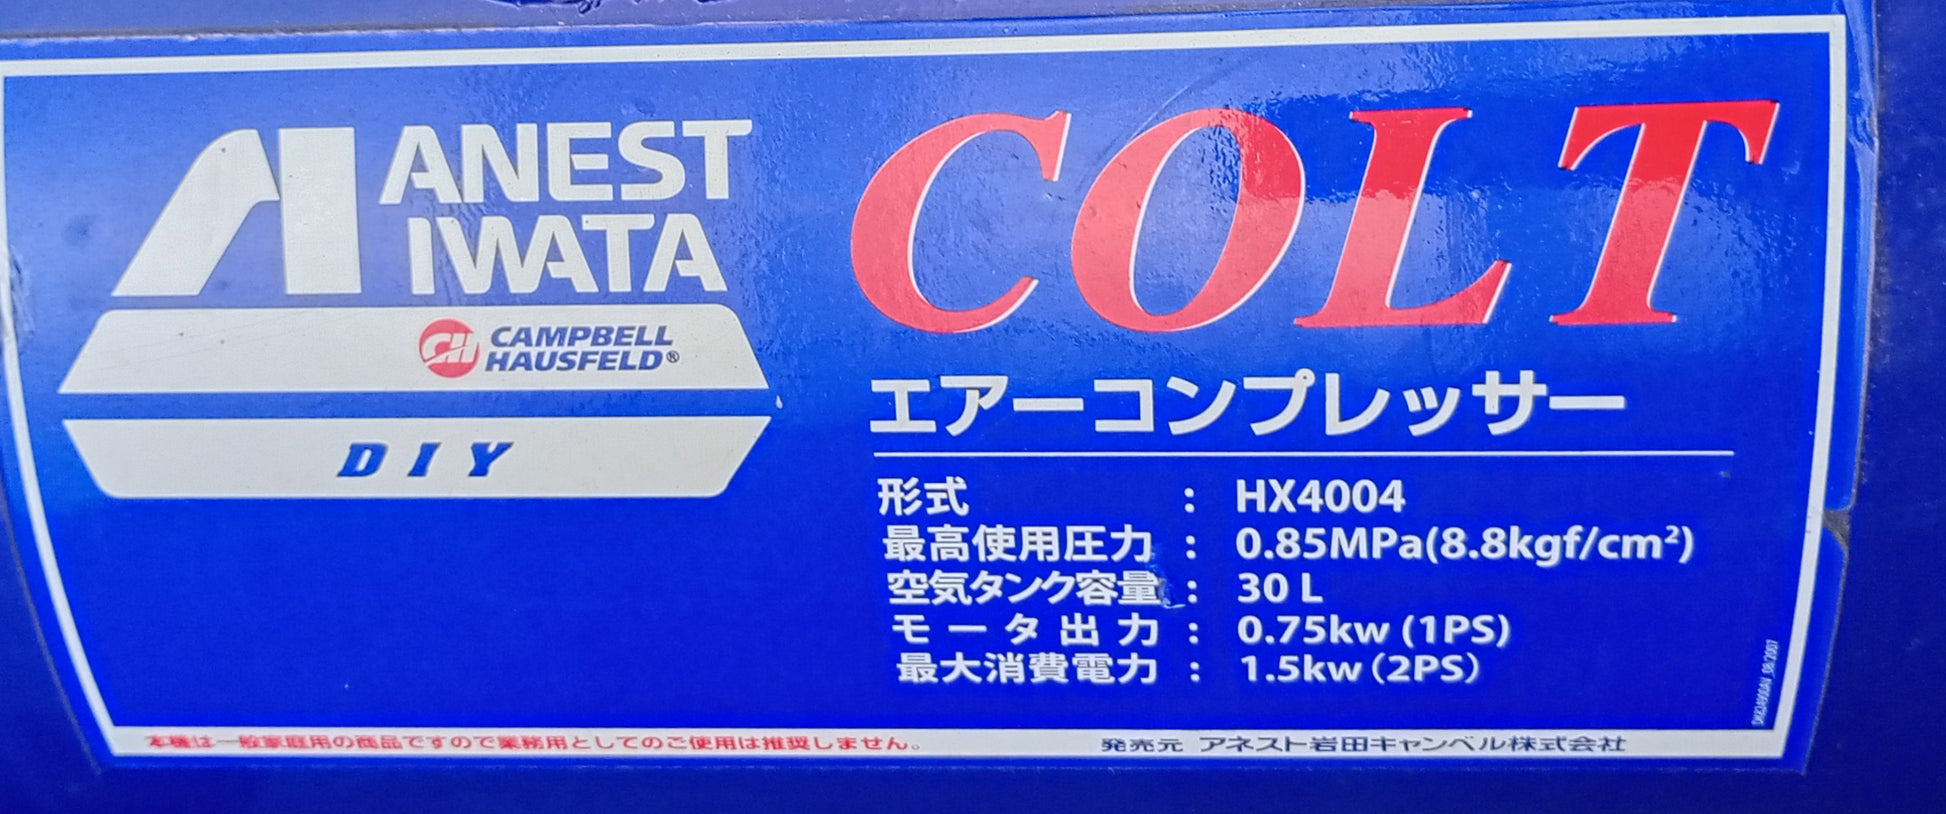 ANEST
IWATA
CAMPBELL
HAUSFELD®
DIY
COLT
エアーコンプレッサー
形式 : HX4004
最高使用圧力 : 0.85MPa(8.8kgf/cm²)
空気タンク容量 : 30 L
モータ出力 : 0.75kw (1PS)
最大消費電力 : 1.5kw (2PS)
本機は一般家庭用の商品ですので業務用としてのご使用は推奨しません。
発売元 アネスト岩田キャンベル株式会社
08/2007